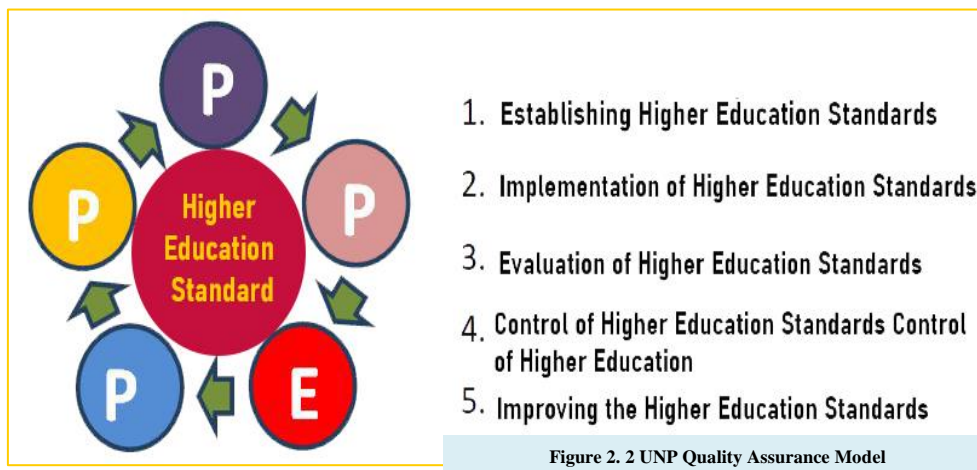 P
P
P
E
P
Higher
Education
Standard
1. Establishing Higher Education Standards
2. Implementation of Higher Education Standards
3. Evaluation of Higher Education Standards
4. Control of Higher Education Standards Control
of Higher Education
5. Improving the Higher Education Standards
Figure 2. 2 UNP Quality Assurance Model